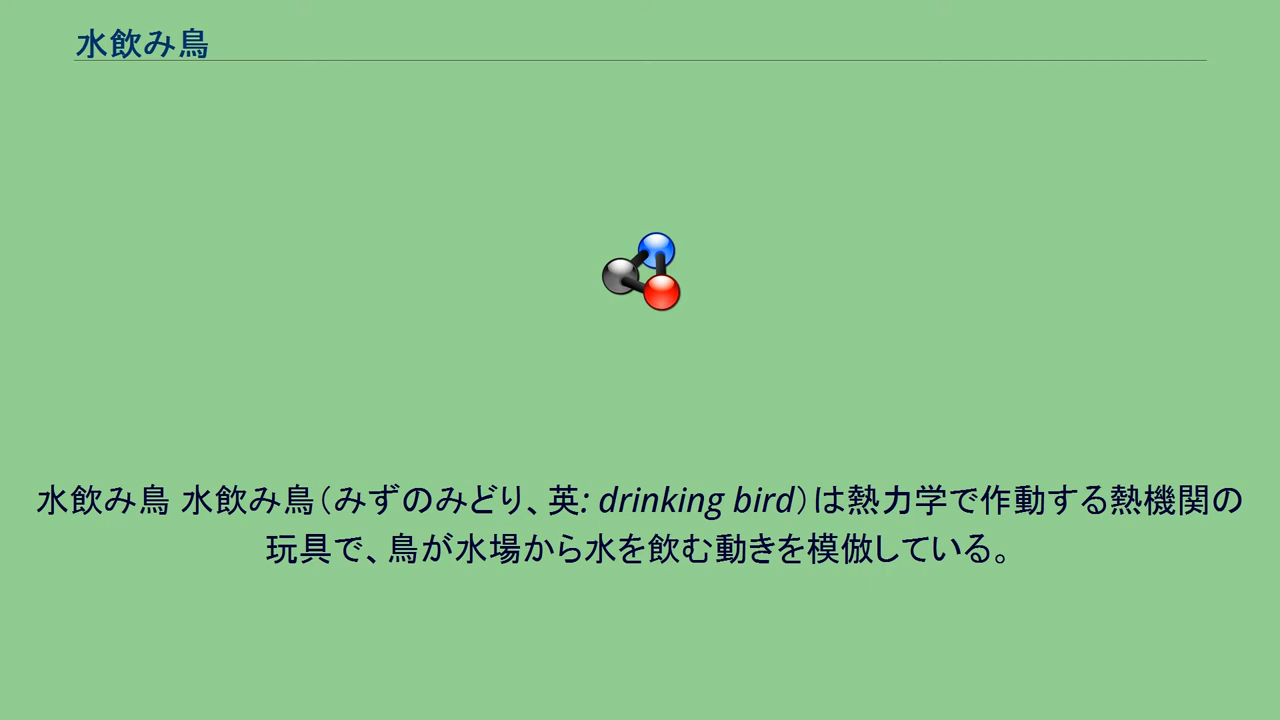 水飲み鳥
水飲み鳥 水飲み鳥（みずのみどり、英: drinking bird）は熱力学で作動する熱機関の
玩具で、鳥が水場から水を飲む動きを模倣している。